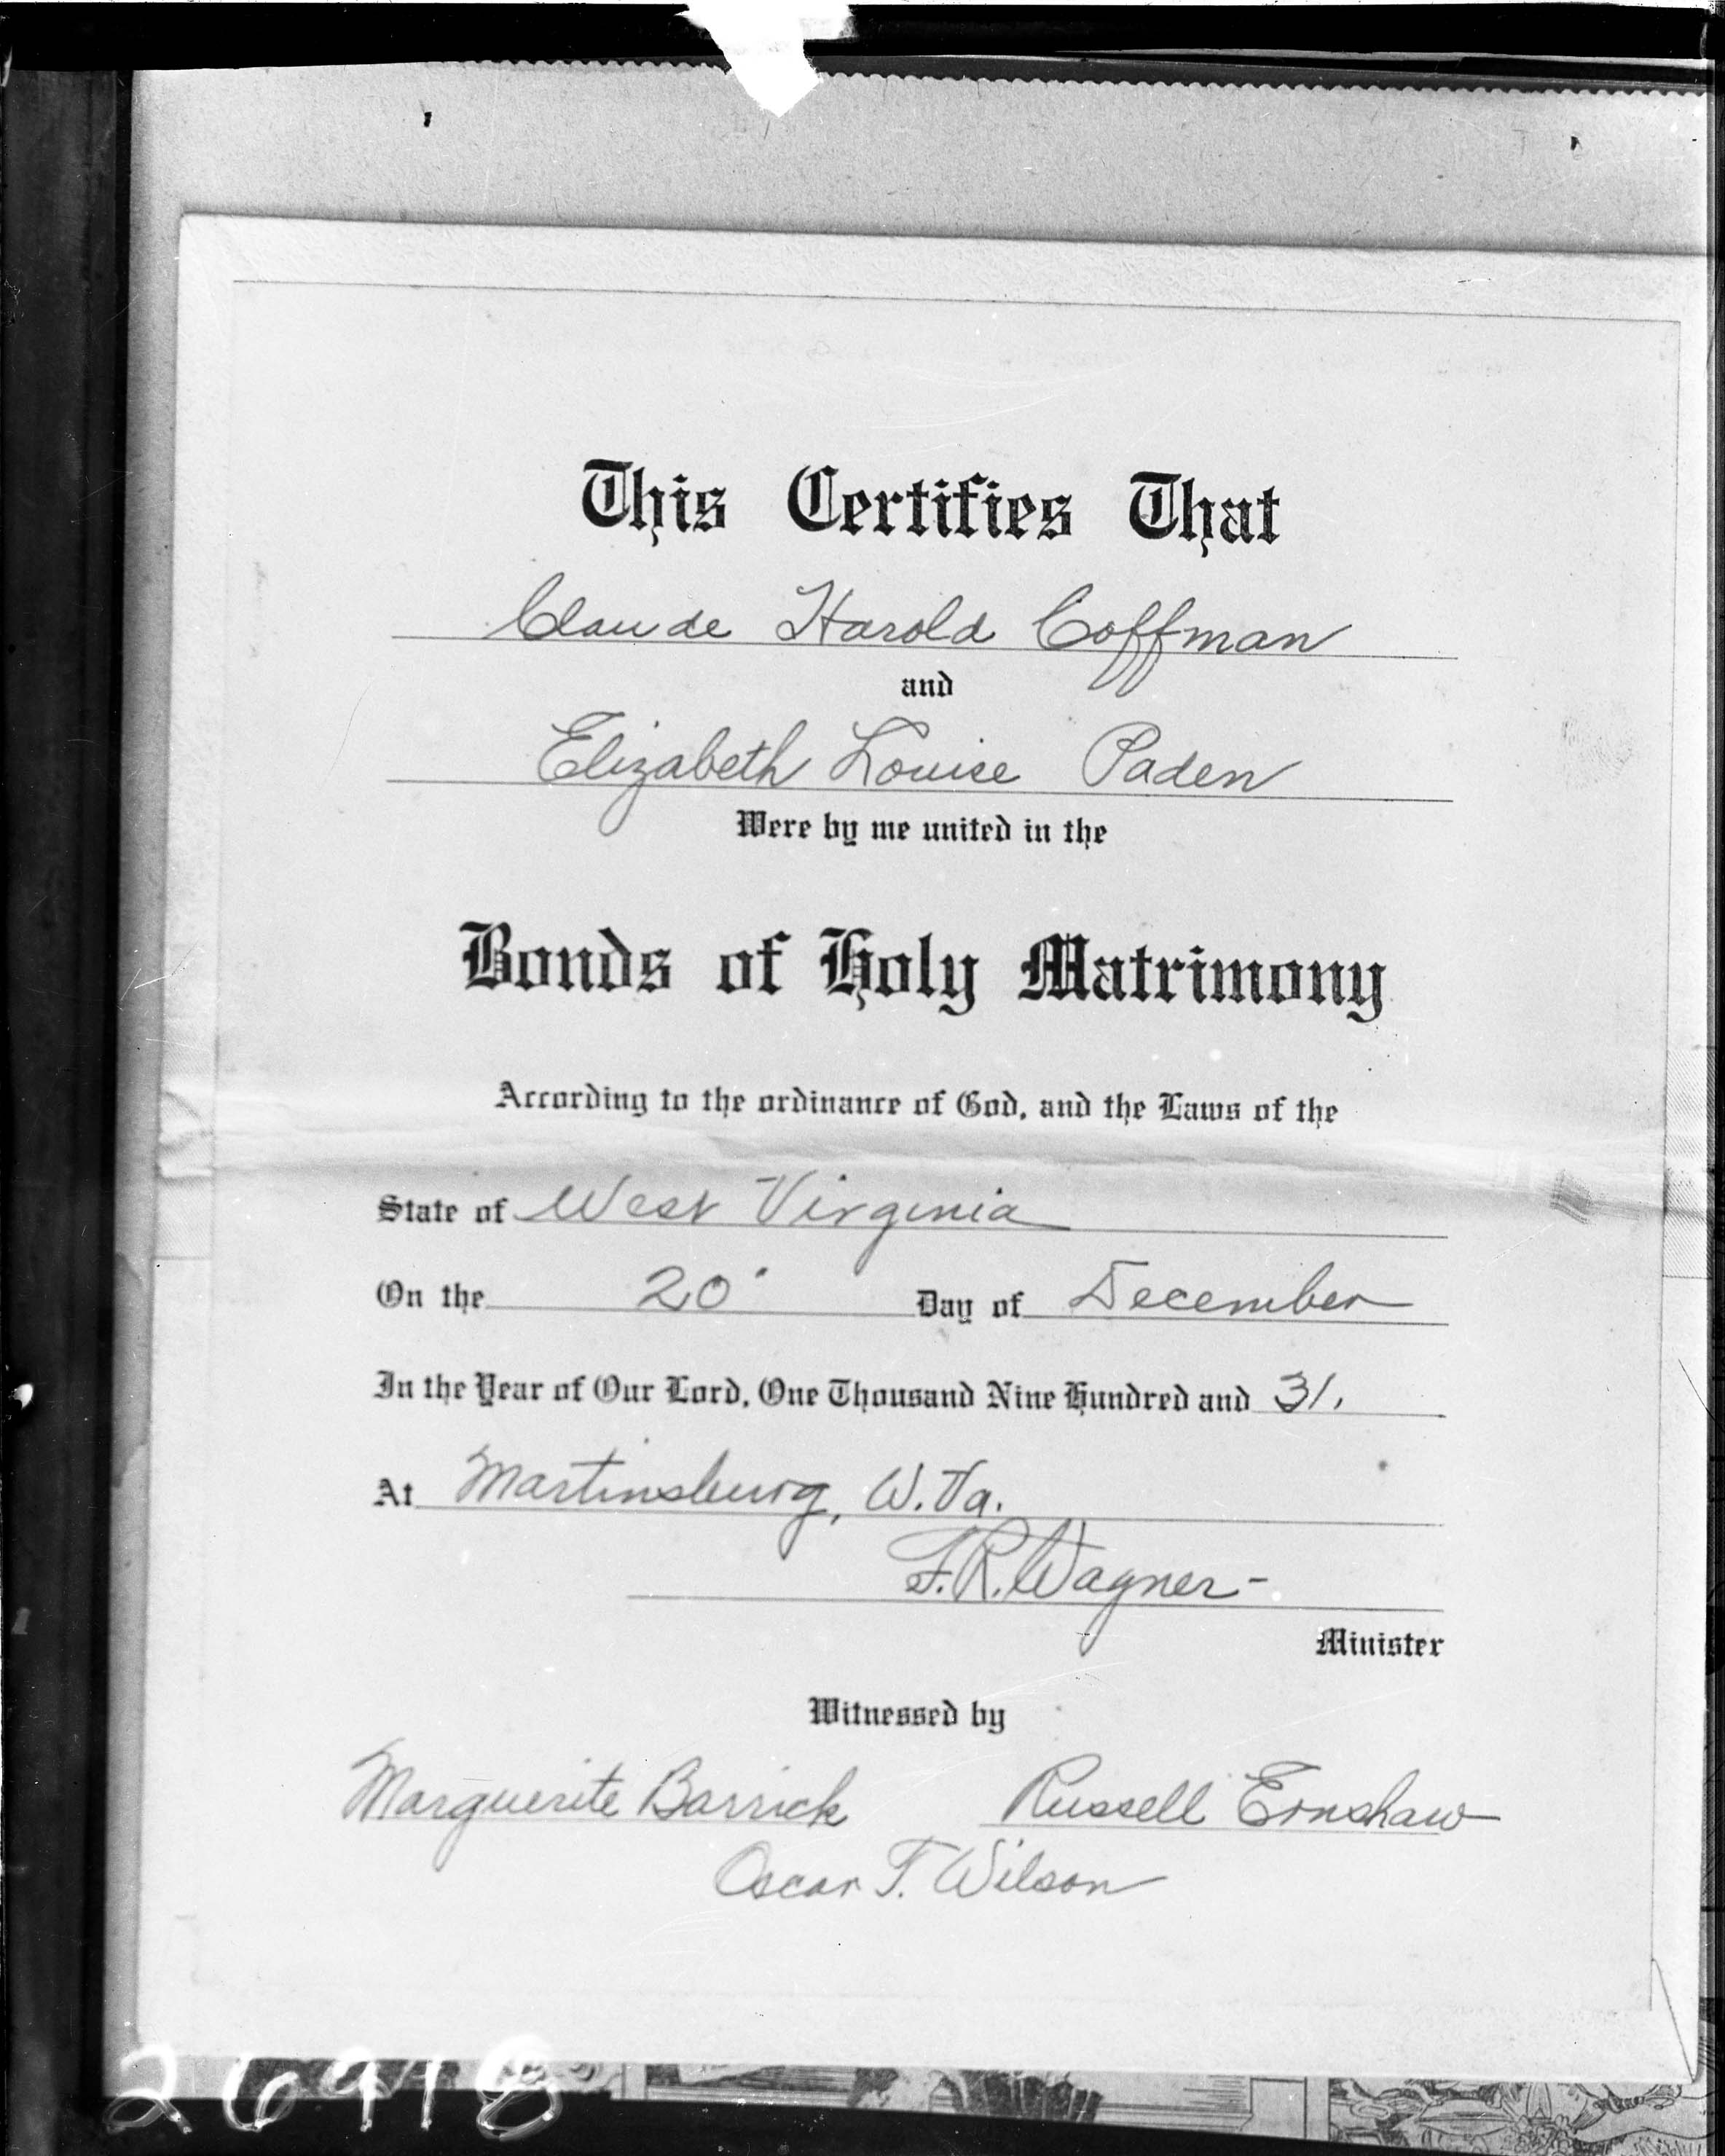 This Certifies That
Claude Harold Coffman
and
Elizabeth Louise Paden
Were by me united in the
Bonds of Holy Matrimony
According to the ordinance of God, and the Laws of the
State of West Virginia
On the 20 Day of December
In the Year of Our Lord, One Thousand Nine Hundred and 31.
At Martinsburg, W. Va.
F. R. Wagner
Minister
Witnessed by
Marguerite Barrick Russell Ernshaw
Oscar T. Wilson
26918